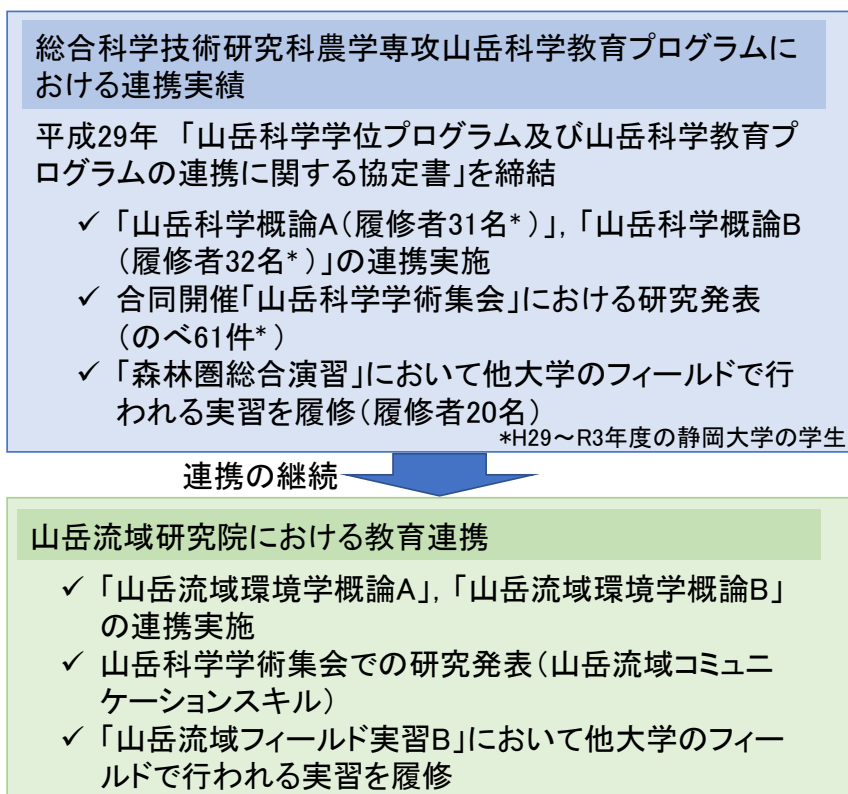 総合科学技術研究科農学専攻山岳科学教育プログラムに
おける連携実績
平成29年 「山岳科学学位プログラム及び山岳科学教育プ
ログラムの連携に関する協定書」を締結
✓ 「山岳科学概論A(履修者31名*)」,「山岳科学概論B
(履修者32名*)」の連携実施
✓ 合同開催「山岳科学学術集会」における研究発表
(のべ61件*)
✓ 「森林圏総合演習」において他大学のフィールドで行
われる実習を履修(履修者20名)
*H29～R3年度の静岡大学の学生
連携の継続
山岳流域研究院における教育連携
✓ 「山岳流域環境学概論A」,「山岳流域環境学概論B」
の連携実施
✓ 山岳科学学術集会での研究発表(山岳流域コミュニ
ケーションスキル)
✓ 「山岳流域フィールド実習B」において他大学のフィー
ルドで行われる実習を履修